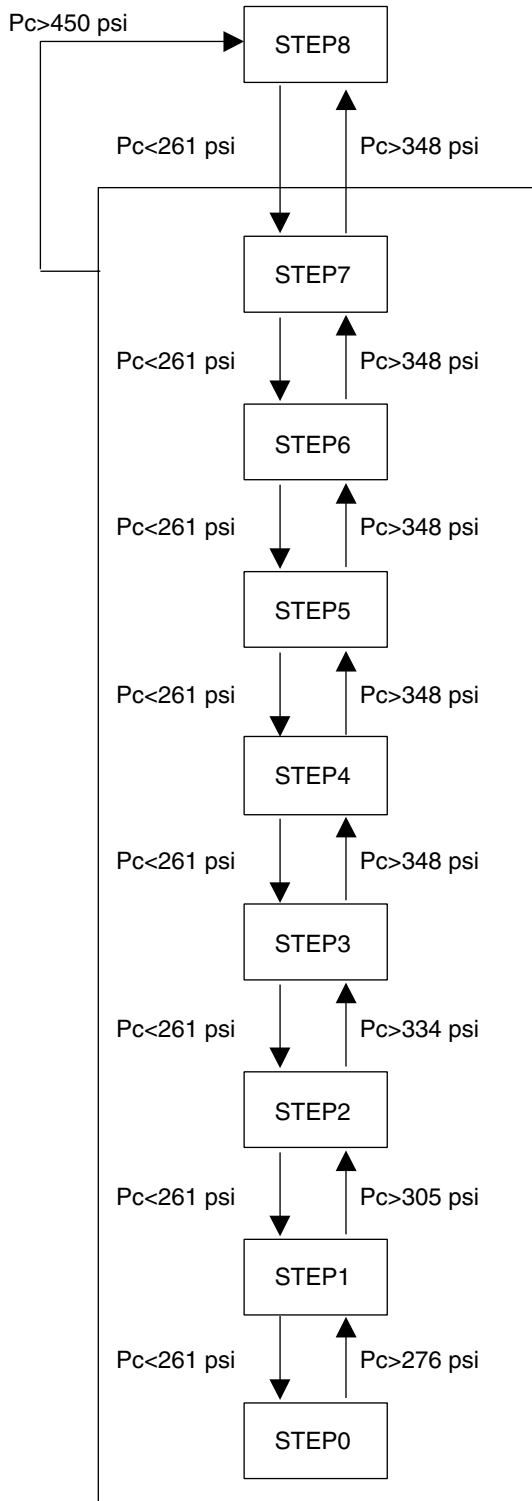 Pc>450 psi
STEP8
Pc<261 psi
Pc>348 psi
STEP7
Pc<261 psi
Pc>348 psi
STEP6
Pc<261 psi
Pc>348 psi
STEP5
Pc<261 psi
Pc>348 psi
STEP4
Pc<261 psi
Pc>348 psi
STEP3
Pc<261 psi
Pc>334 psi
STEP2
Pc<261 psi
Pc>305 psi
STEP1
Pc<261 psi
Pc>276 psi
STEP0